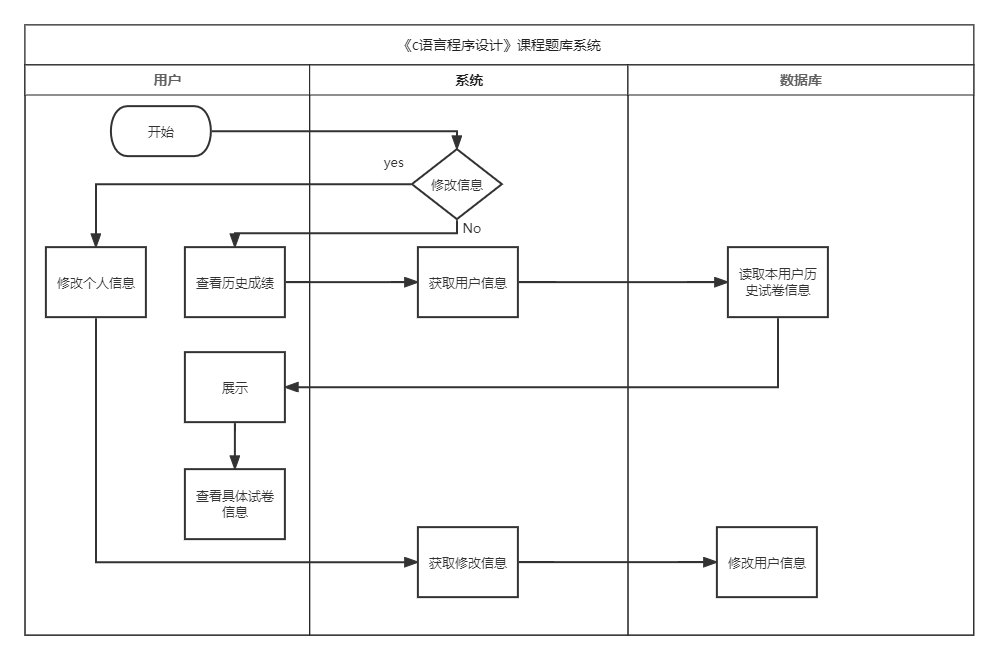 《c语言程序设计》课程题库系统
用户
系统
数据库
开始
yes
修改信息
No
修改个人信息
查看历史成绩
获取用户信息
读取本用户历
史试卷信息
展示
查看具体试卷
信息
获取修改信息
修改用户信息